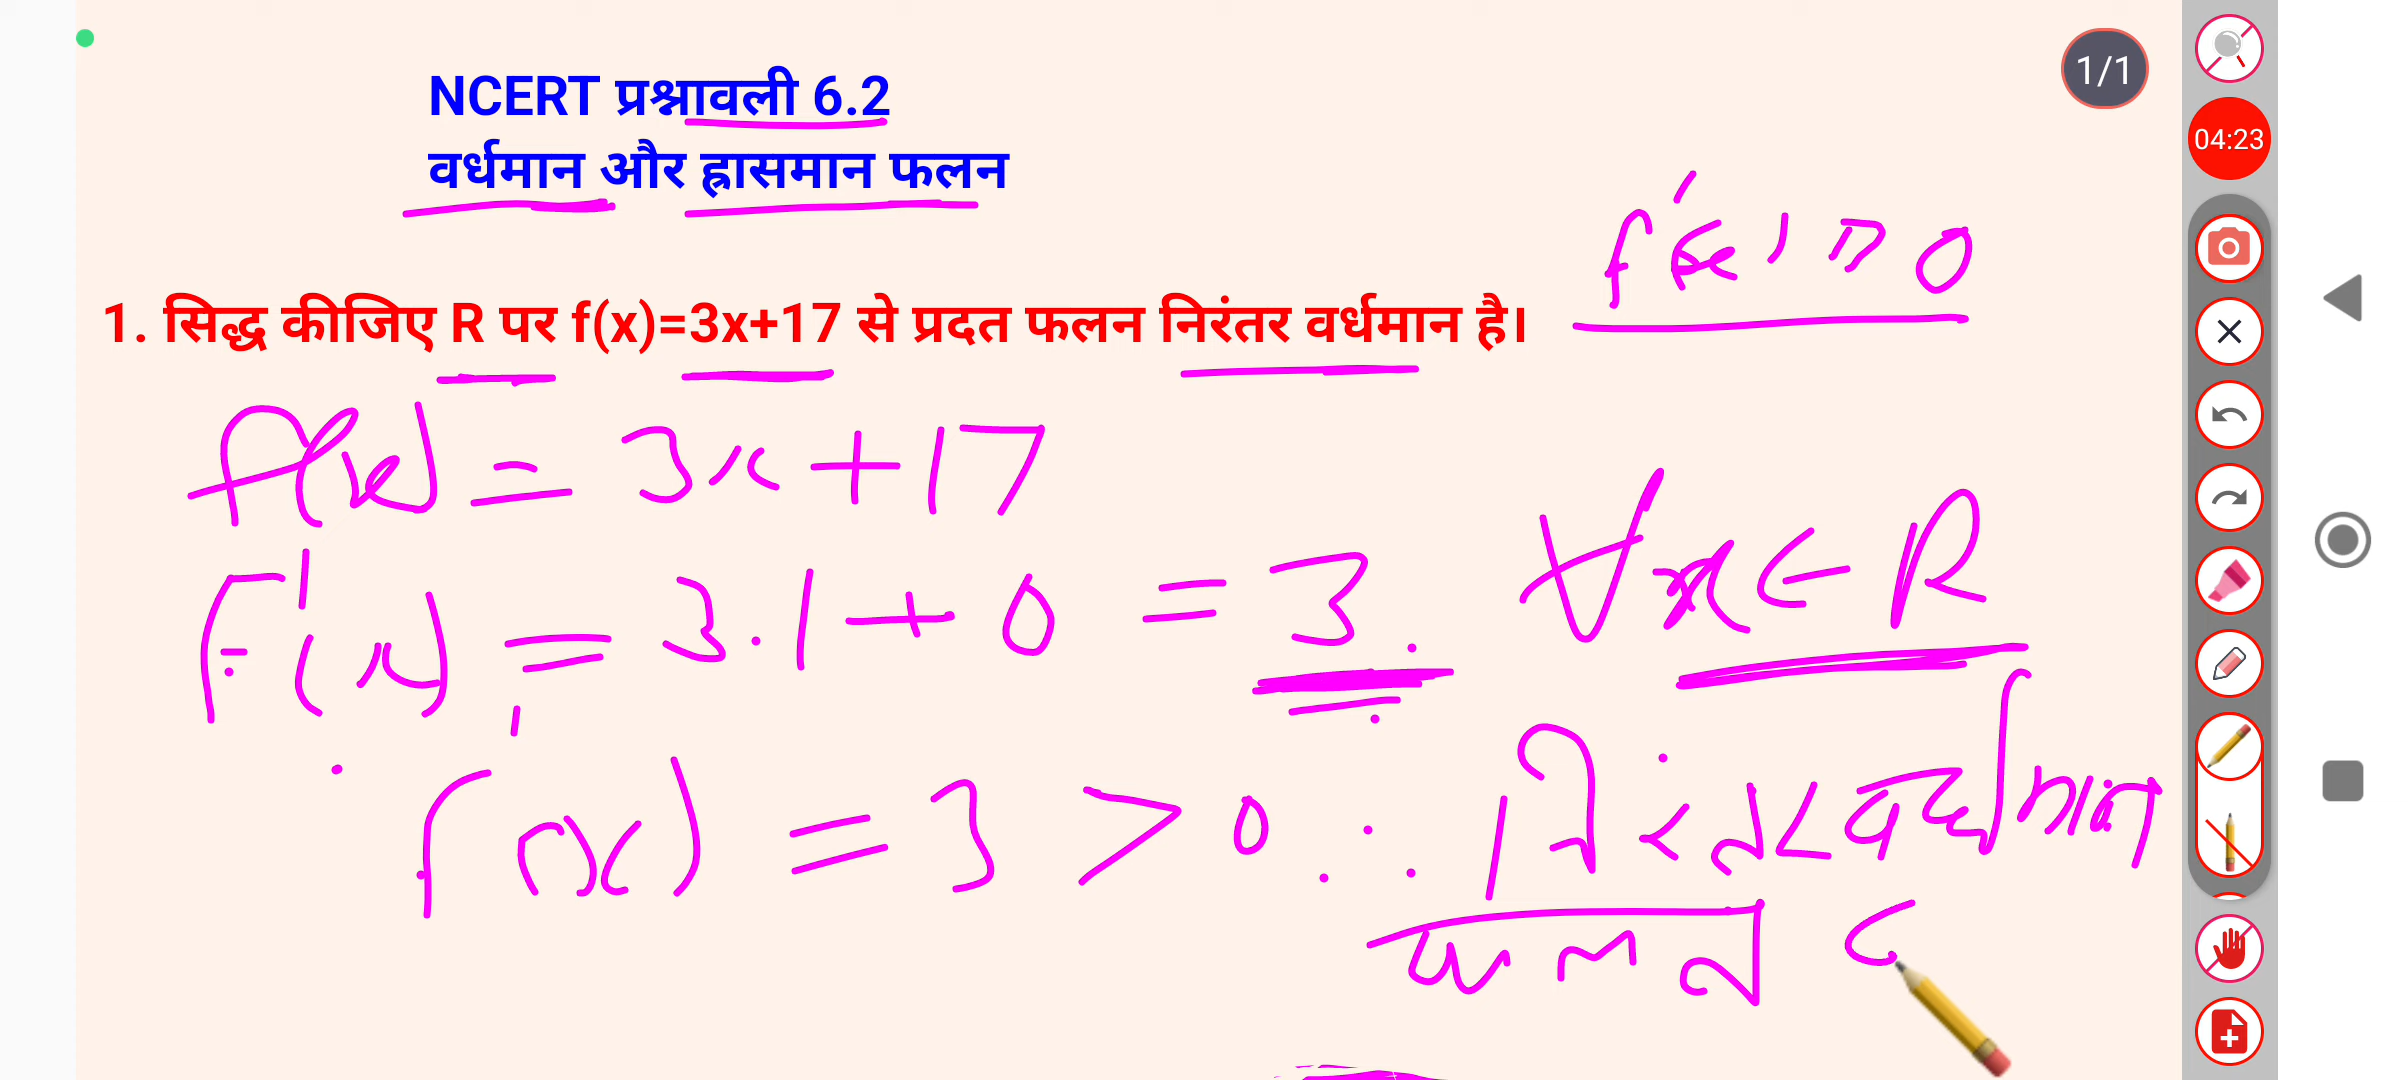 NCERT प्रश्नावली 6.2
वर्धमान और ह्रासमान फलन
1/1
04:23
f'(x) > 0
1. सिद्ध कीजिए R पर f(x)=3x+17 से प्रदत फलन निरंतर वर्धमान है।
f(x) = 3x + 17
F'(x) = 3.1 + 0 = 3. ∀x ∈ R
f'(x) = 3 > 0 ∴ निरंतर वर्धमान
फलन